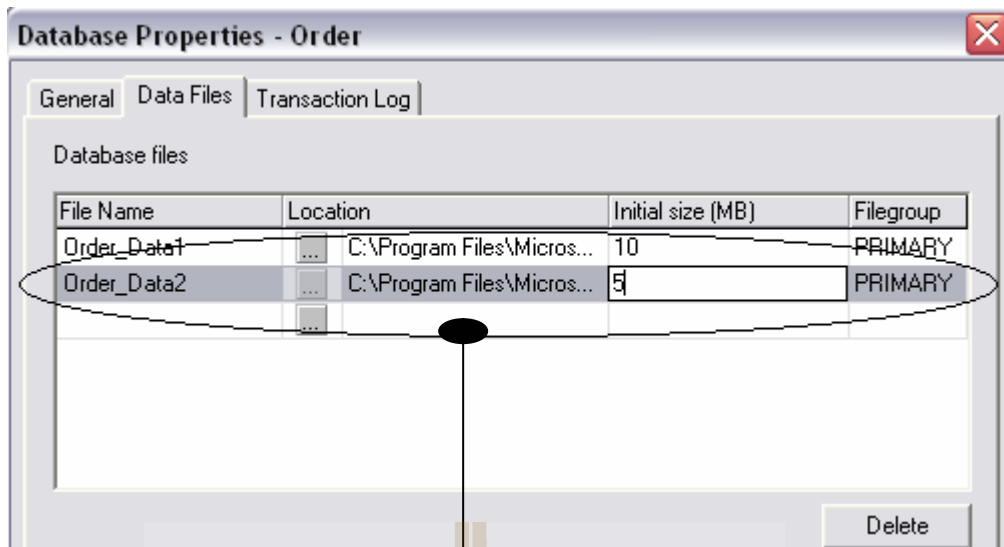 Database Properties - Order
General Data Files Transaction Log
Database files
File Name Location Initial size (MB) Filegroup
Order_Data1 ... C:\Program Files\Micros... 10 PRIMARY
Order_Data2 ... C:\Program Files\Micros... 5 PRIMARY
...
Delete